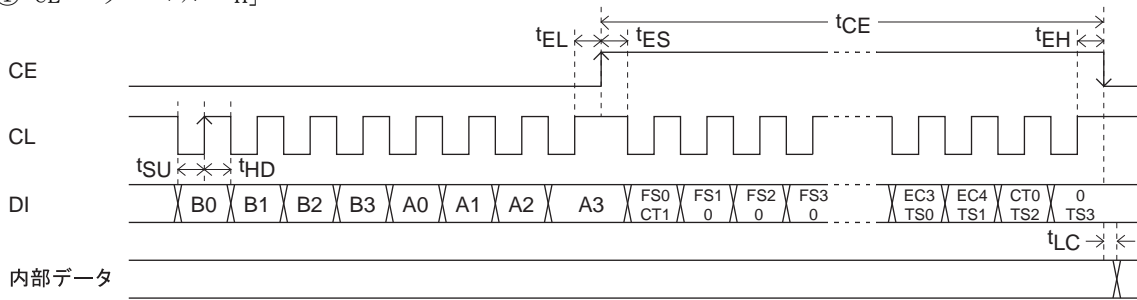 tCE
tEL tES tEH
CE
CL
tSU tHD
DI B0 B1 B2 B3 A0 A1 A2 A3 FS0 FS1 FS2 FS3 EC3 EC4 CT0 0
CT1 0 0 0 TS0 TS1 TS2 TS3
tLC
内部データ